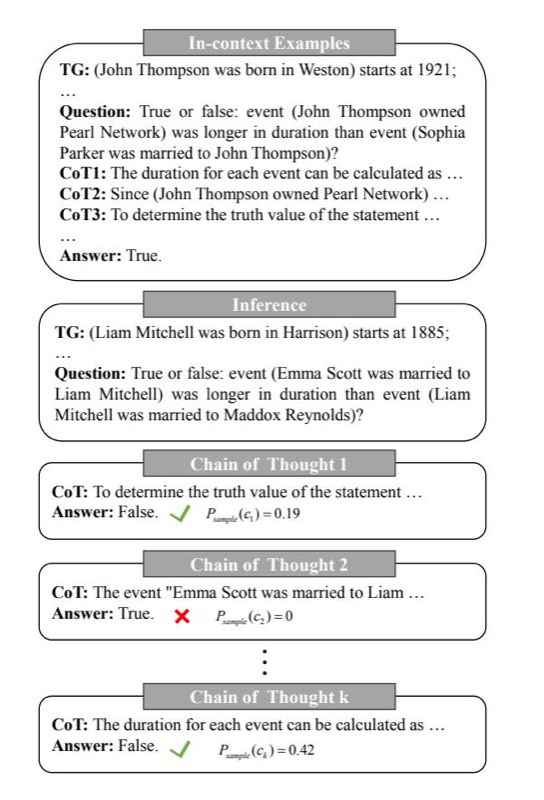 In-context Examples
TG: (John Thompson was born in Weston) starts at 1921;
…
Question: True or false: event (John Thompson owned
Pearl Network) was longer in duration than event (Sophia
Parker was married to John Thompson)?
CoT1: The duration for each event can be calculated as …
CoT2: Since (John Thompson owned Pearl Network) …
CoT3: To determine the truth value of the statement …
…
Answer: True.
Inference
TG: (Liam Mitchell was born in Harrison) starts at 1885;
…
Question: True or false: event (Emma Scott was married to
Liam Mitchell) was longer in duration than event (Liam
Mitchell was married to Maddox Reynolds)?
Chain of Thought 1
CoT: To determine the truth value of the statement …
Answer: False. ✓ P_sample(c_1) = 0.19
Chain of Thought 2
CoT: The event "Emma Scott was married to Liam …
Answer: True. ✗ P_sample(c_2) = 0
⋮
Chain of Thought k
CoT: The duration for each event can be calculated as …
Answer: False. ✓ P_sample(c_k) = 0.42